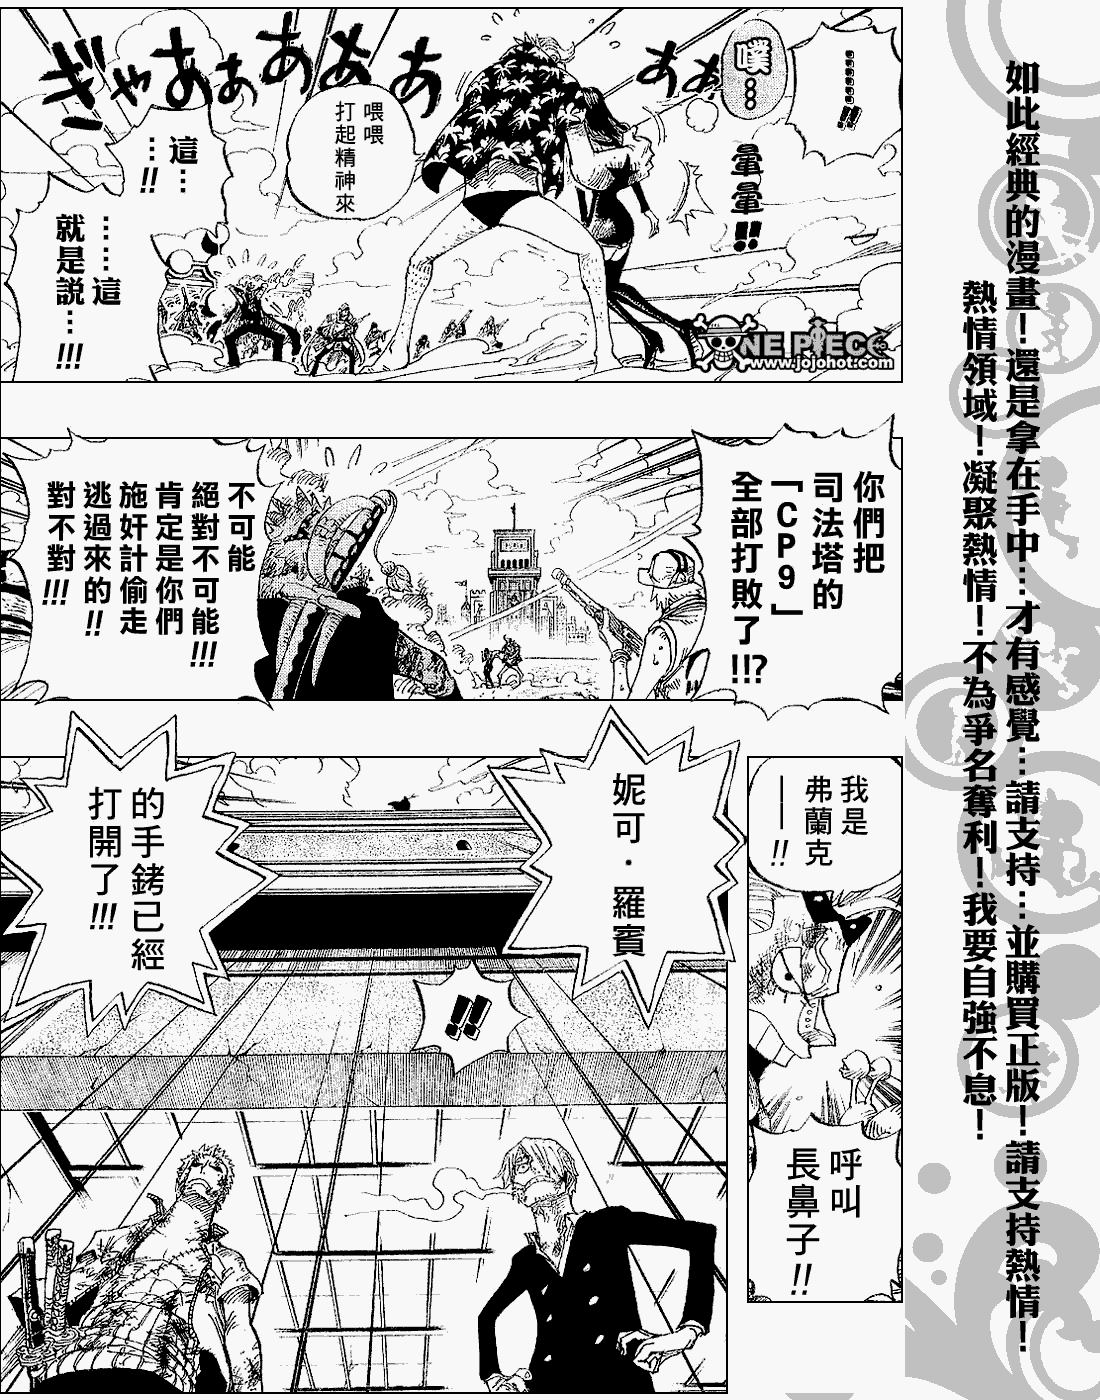 ⋯⋯⋯!!
噗⋯
暈
暈!!
ああ
喂喂
打起精神來
ぎゃあああああ
這⋯
⋯!!
⋯⋯這
就是説⋯!!!
ONE PIECE
www.jojohot.com
你們把
司法塔的
「CP9」
全部打敗了!!?
不可能
絕對不可能!!!
肯定是你們
施奸計偷走
逃過來的!!
對不對!!!
我是
弗蘭克
——!!
呼叫
長鼻子!!
妮可．羅賓
的手銬已經
打開了!!!
!!
如此經典的漫畫！還是拿在手中⋯才有感覺⋯請支持⋯並購買正版！請支持熱情！
熱情領域！凝聚熱情！不為爭名奪利！我要自強不息！